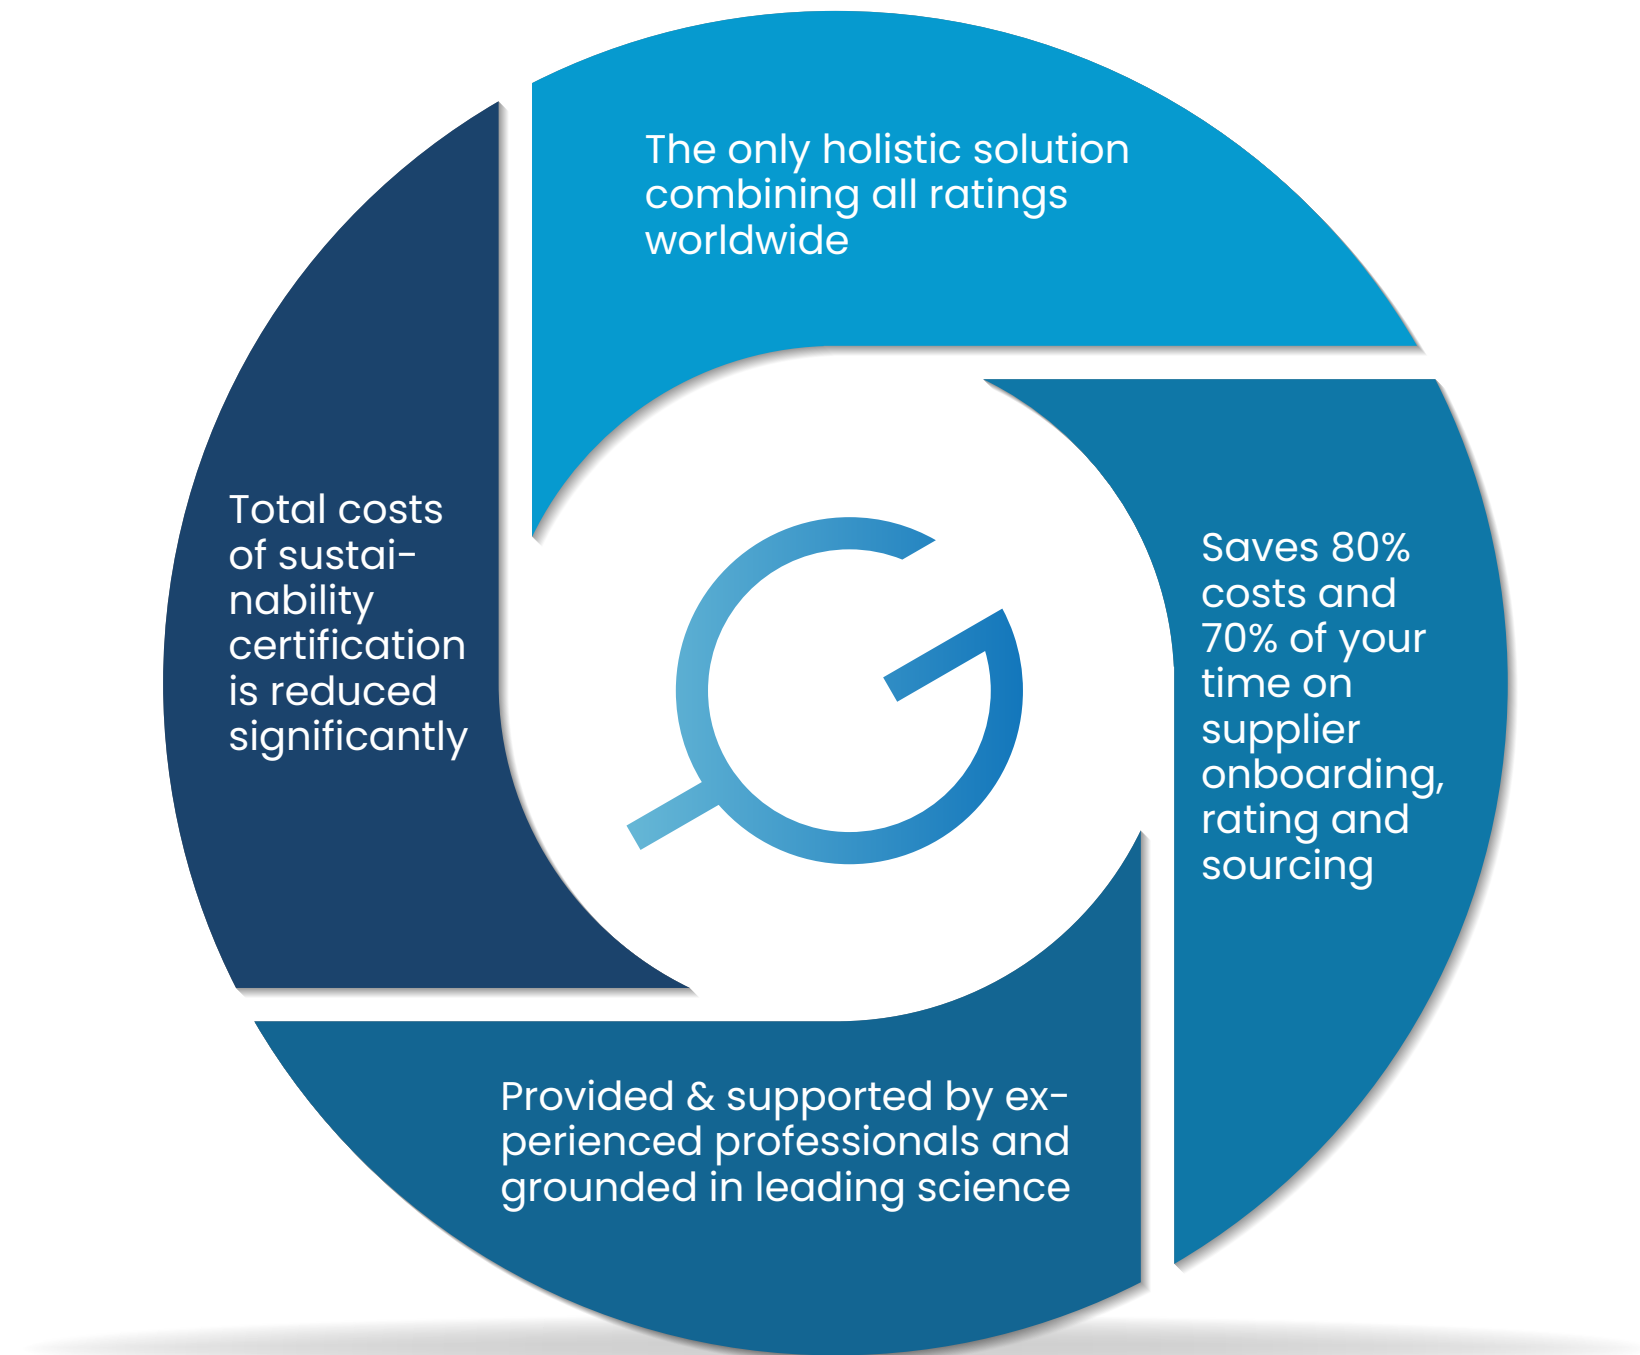 The only holistic solution
combining all ratings
worldwide
Saves 80%
costs and
70% of your
time on
supplier
onboarding,
rating and
sourcing
Provided & supported by ex-
perienced professionals and
grounded in leading science
Total costs
of sustai-
nability
certification
is reduced
significantly